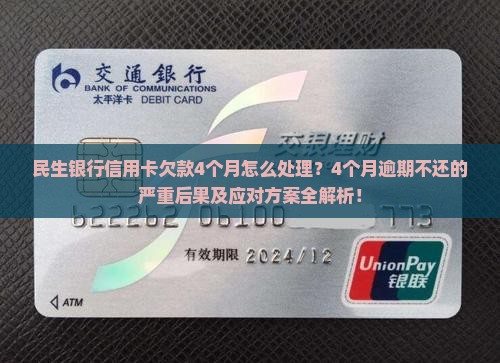 交通銀行
BANK OF COMMUNICATIONS
太平洋卡 DEBIT CARD
交银理财
民生银行信用卡欠款4个月怎么处理？4个月逾期不还的
严重后果及应对方案全解析！
有效期限 2024/12
ATM
UnionPay
银联